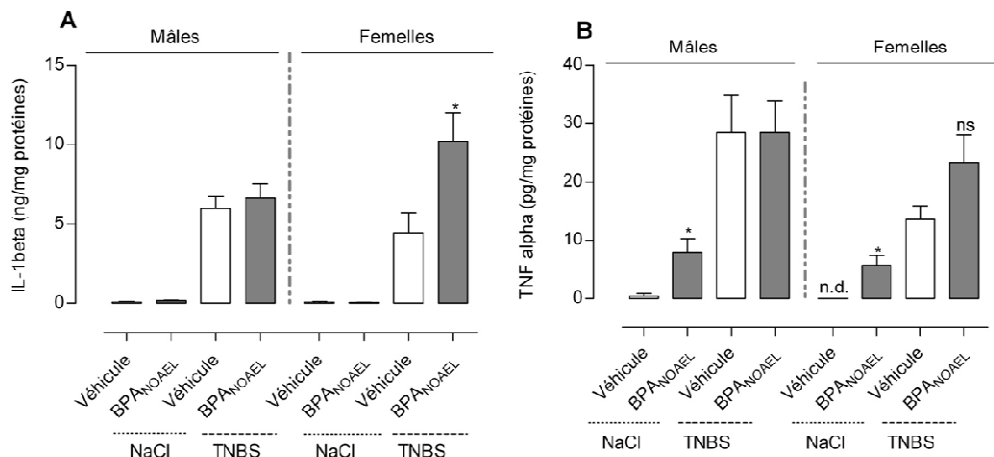 A
Mâles Femelles
IL-1beta (ng/mg protéines)
15
10
5
0
*
Véhicule BPANOAEL Véhicule BPANOAEL Véhicule BPANOAEL Véhicule BPANOAEL
NaCl TNBS NaCl TNBS
B
Mâles Femelles
TNF alpha (pg/mg protéines)
40
30
20
10
0
* n.d. * ns
Véhicule BPANOAEL Véhicule BPANOAEL Véhicule BPANOAEL Véhicule BPANOAEL
NaCl TNBS NaCl TNBS